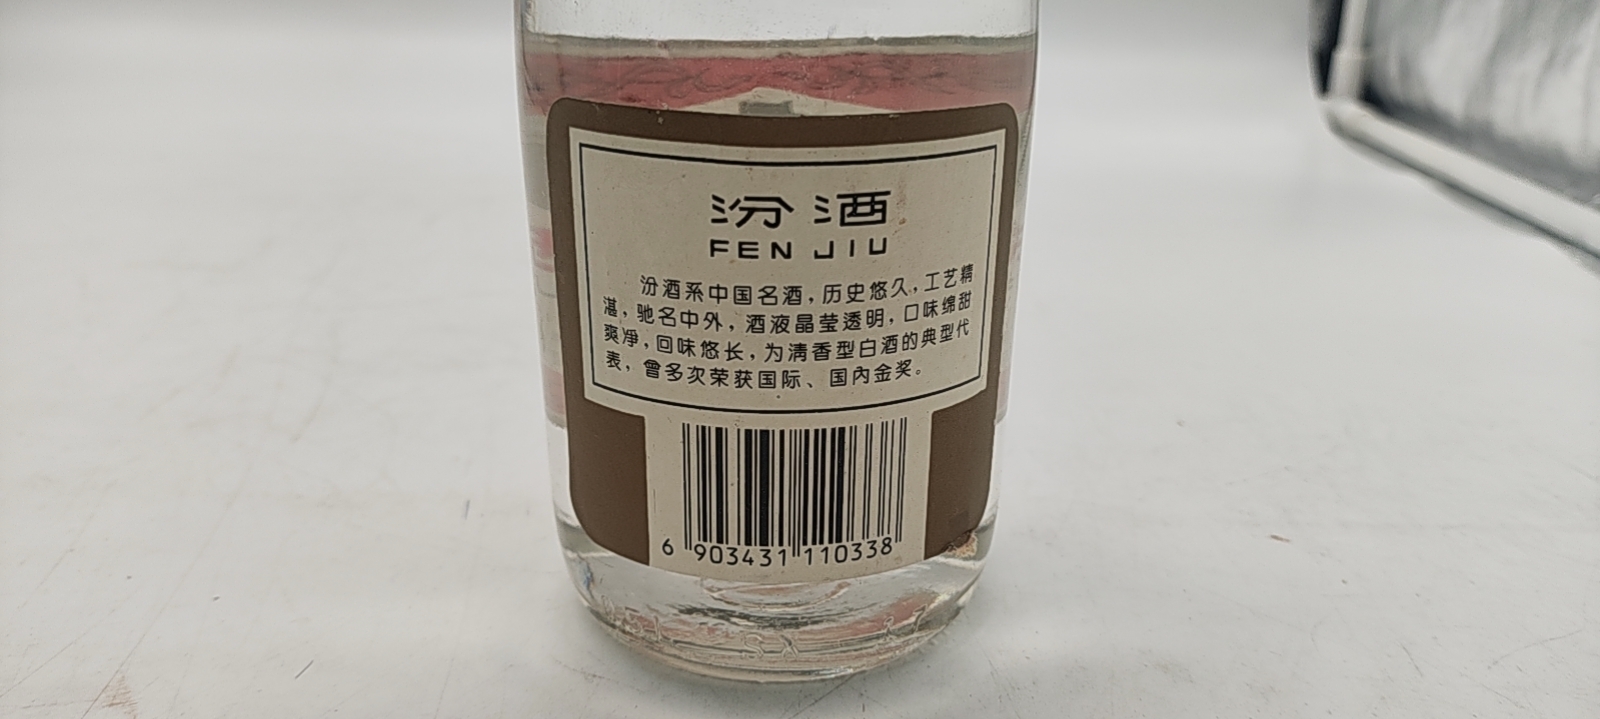 汾酒
FEN JIU
汾酒系中国名酒，历史悠久，工艺精
湛，驰名中外，酒液晶莹透明，口味绵甜
爽净，回味悠长，为清香型白酒的典型代
表，曾多次荣获国际、国内金奖。
6 903431 110338